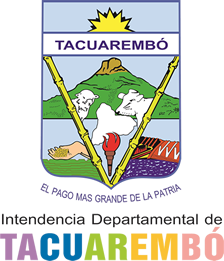 TACUAREMBÓ
EL PAGO MAS GRANDE DE LA PATRIA
Intendencia Departamental de
TACUAREMBÓ